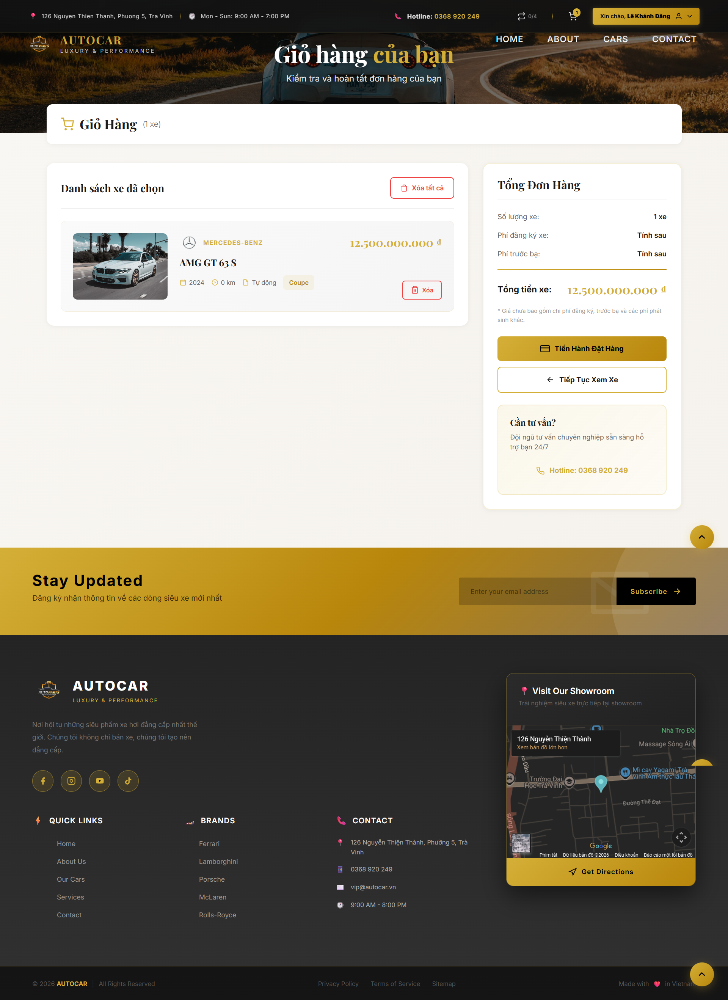 126 Nguyen Thien Thanh, Phuong 5, Tra Vinh
Mon - Sun: 9:00 AM - 7:00 PM
Hotline: 0368 920 249
0/4
1
Xin chào, Lê Khánh Đăng
AUTO PARTS
AUTOCAR
LUXURY & PERFORMANCE
HOME
ABOUT
CARS
CONTACT
Giỏ hàng của bạn
Kiểm tra và hoàn tất đơn hàng của bạn
Giỏ Hàng (1 xe)
Danh sách xe đã chọn
Xóa tất cả
MERCEDES-BENZ
12.500.000.000 ₫
AMG GT 63 S
2024
0 km
Tự động
Coupe
Xóa
Tổng Đơn Hàng
Số lượng xe: 1 xe
Phí đăng ký xe: Tính sau
Phí trước bạ: Tính sau
Tổng tiền xe: 12.500.000.000 ₫
* Giá chưa bao gồm chi phí đăng ký, trước bạ và các phí phát
sinh khác.
Tiến Hành Đặt Hàng
Tiếp Tục Xem Xe
Cần tư vấn?
Đội ngũ tư vấn chuyên nghiệp sẵn sàng hỗ
trợ bạn 24/7
Hotline: 0368 920 249
Stay Updated
Đăng ký nhận thông tin về các dòng siêu xe mới nhất
Enter your email address
Subscribe
AUTO PARTS
AUTOCAR
LUXURY & PERFORMANCE
Nơi hội tụ những siêu phẩm xe hơi đẳng cấp nhất thế
giới. Chúng tôi không chỉ bán xe, chúng tôi tạo nên
đẳng cấp.
QUICK LINKS
Home
About Us
Our Cars
Services
Contact
BRANDS
Ferrari
Lamborghini
Porsche
McLaren
Rolls-Royce
CONTACT
126 Nguyễn Thiện Thành, Phường 5, Trà
Vinh
0368 920 249
vip@autocar.vn
9:00 AM - 8:00 PM
Visit Our Showroom
Trải nghiệm siêu xe trực tiếp tại showroom
126 Nguyễn Thiện Thành
Xem bản đồ lớn hơn
Nhà Trọ Đồ
Massage Sông Ái
Mì cay Yagami Trà
Vinh Ẩm thực lẩu Thá
Trường Đại
Học Trà Vinh
Đường Thế Đạt
Google
Phím tắt
Dữ liệu bản đồ ©2026
Điều khoản
Báo cáo một lỗi bản đồ
Get Directions
© 2026 AUTOCAR
All Rights Reserved
Privacy Policy
Terms of Service
Sitemap
Made with ❤ in Vietnam